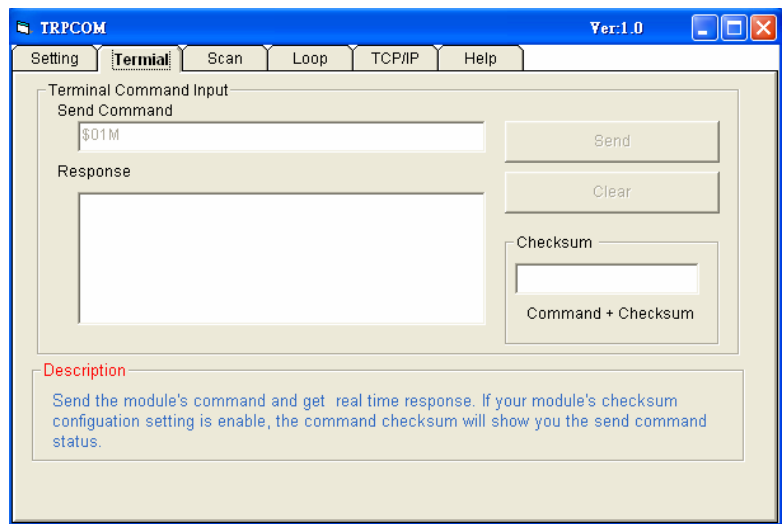 TRPCOM Ver:1.0
Setting Termial Scan Loop TCP/IP Help
Terminal Command Input
Send Command
$01M
Send
Response
Clear
Checksum
Command + Checksum
Description
Send the module's command and get real time response. If your module's checksum
configuation setting is enable, the command checksum will show you the send command
status.